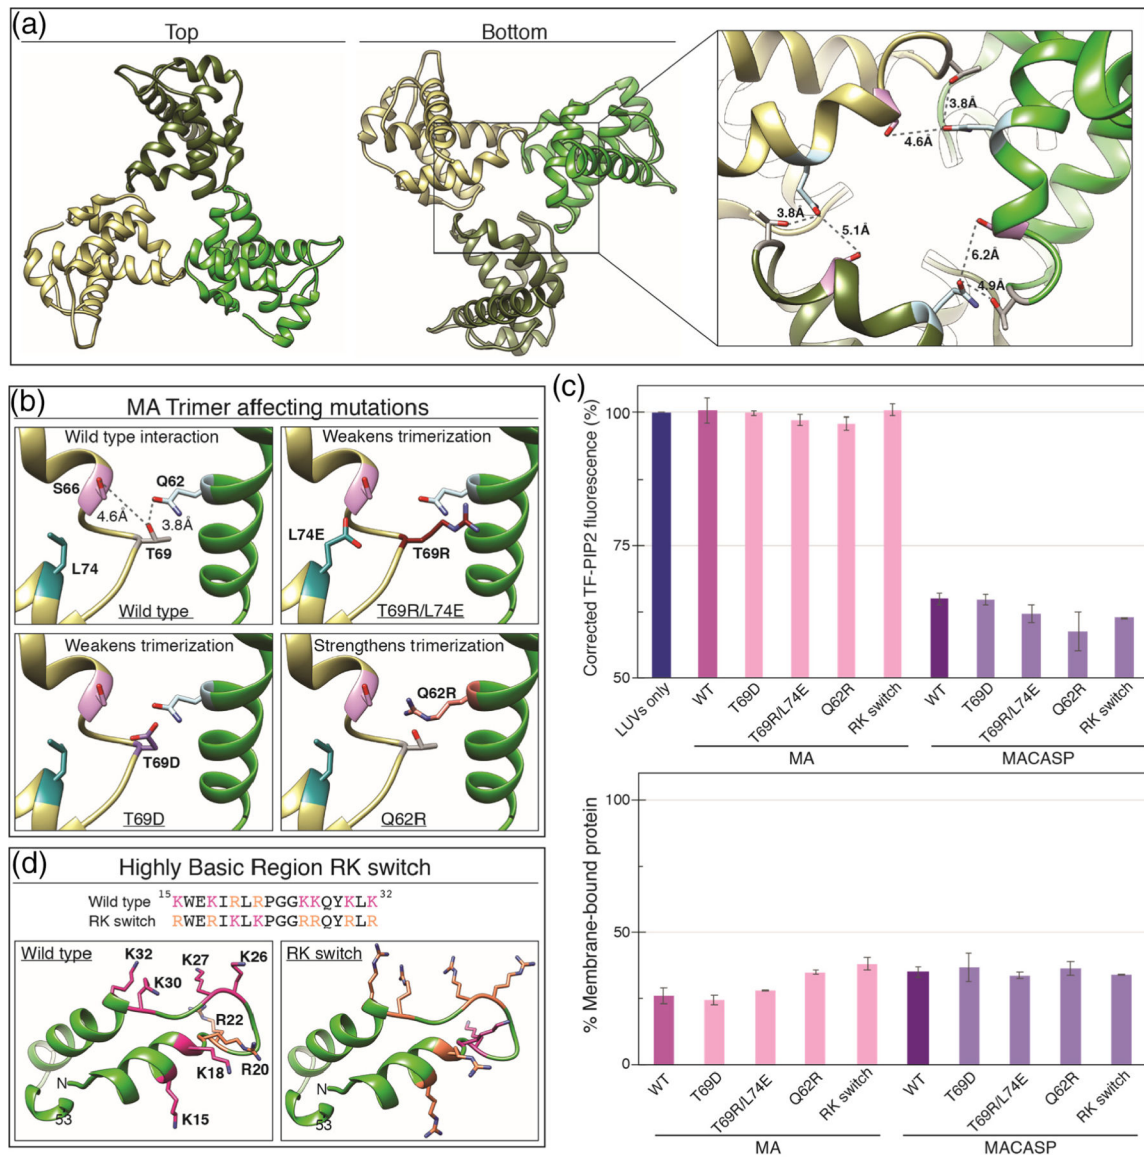 (a)
Top
Bottom
3.8Å
4.6Å
3.8Å
5.1Å
6.2Å
4.9Å
(b)
MA Trimer affecting mutations
Wild type interaction
S66
Q62
4.6Å
3.8Å
T69
L74
Wild type
Weakens trimerization
L74E
T69R
T69R/L74E
Weakens trimerization
T69D
T69D
Strengthens trimerization
Q62R
Q62R
(c)
Corrected TF-PIP2 fluorescence (%)
100
75
50
LUVs only
WT
T69D
T69R/L74E
Q62R
RK switch
WT
T69D
T69R/L74E
Q62R
RK switch
MA
MACASP
% Membrane-bound protein
100
50
0
WT
T69D
T69R/L74E
Q62R
RK switch
WT
T69D
T69R/L74E
Q62R
RK switch
MA
MACASP
(d)
Highly Basic Region RK switch
Wild type 15KWEKIRLRPGGKKQYKLK32
RK switch RWERIKLKPGGRRQYRLR
Wild type
K32
K30
K27
K26
R22
R20
K18
K15
N
53
RK switch
N
53